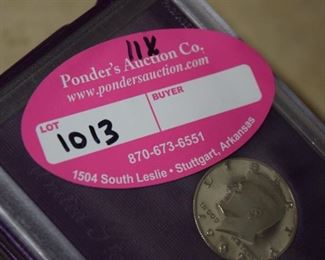 11x
Ponder's Auction Co.
www.pondersauction.com
LOT
BUYER
1013
870-673-6551
1504 South Leslie • Stuttgart, Arkansas